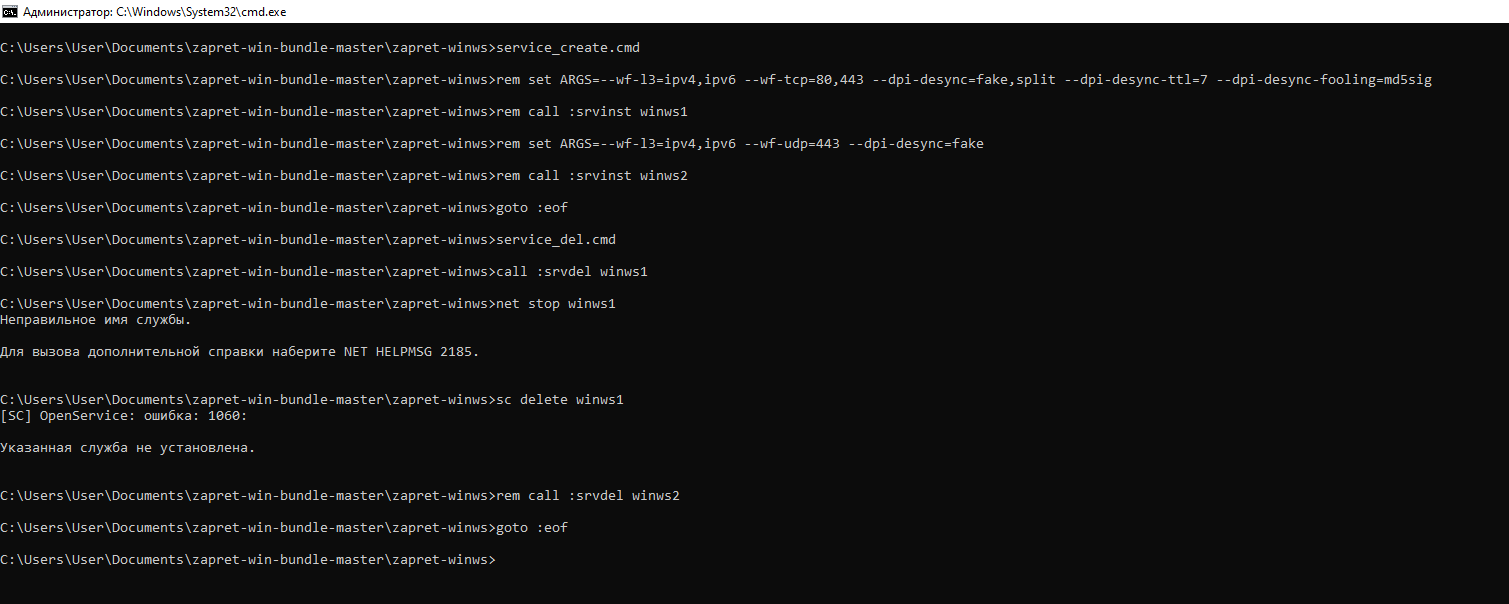 Администратор: C:\Windows\System32\cmd.exe
C:\Users\User\Documents\zapret-win-bundle-master\zapret-winws>service_create.cmd
C:\Users\User\Documents\zapret-win-bundle-master\zapret-winws>rem set ARGS=--wf-l3=ipv4,ipv6 --wf-tcp=80,443 --dpi-desync=fake,split --dpi-desync-ttl=7 --dpi-desync-fooling=md5sig
C:\Users\User\Documents\zapret-win-bundle-master\zapret-winws>rem call :srvinst winws1
C:\Users\User\Documents\zapret-win-bundle-master\zapret-winws>rem set ARGS=--wf-l3=ipv4,ipv6 --wf-udp=443 --dpi-desync=fake
C:\Users\User\Documents\zapret-win-bundle-master\zapret-winws>rem call :srvinst winws2
C:\Users\User\Documents\zapret-win-bundle-master\zapret-winws>goto :eof
C:\Users\User\Documents\zapret-win-bundle-master\zapret-winws>service_del.cmd
C:\Users\User\Documents\zapret-win-bundle-master\zapret-winws>call :srvdel winws1
C:\Users\User\Documents\zapret-win-bundle-master\zapret-winws>net stop winws1
Неправильное имя службы.
Для вызова дополнительной справки наберите NET HELPMSG 2185.
C:\Users\User\Documents\zapret-win-bundle-master\zapret-winws>sc delete winws1
[SC] OpenService: ошибка: 1060:
Указанная служба не установлена.
C:\Users\User\Documents\zapret-win-bundle-master\zapret-winws>rem call :srvdel winws2
C:\Users\User\Documents\zapret-win-bundle-master\zapret-winws>goto :eof
C:\Users\User\Documents\zapret-win-bundle-master\zapret-winws>